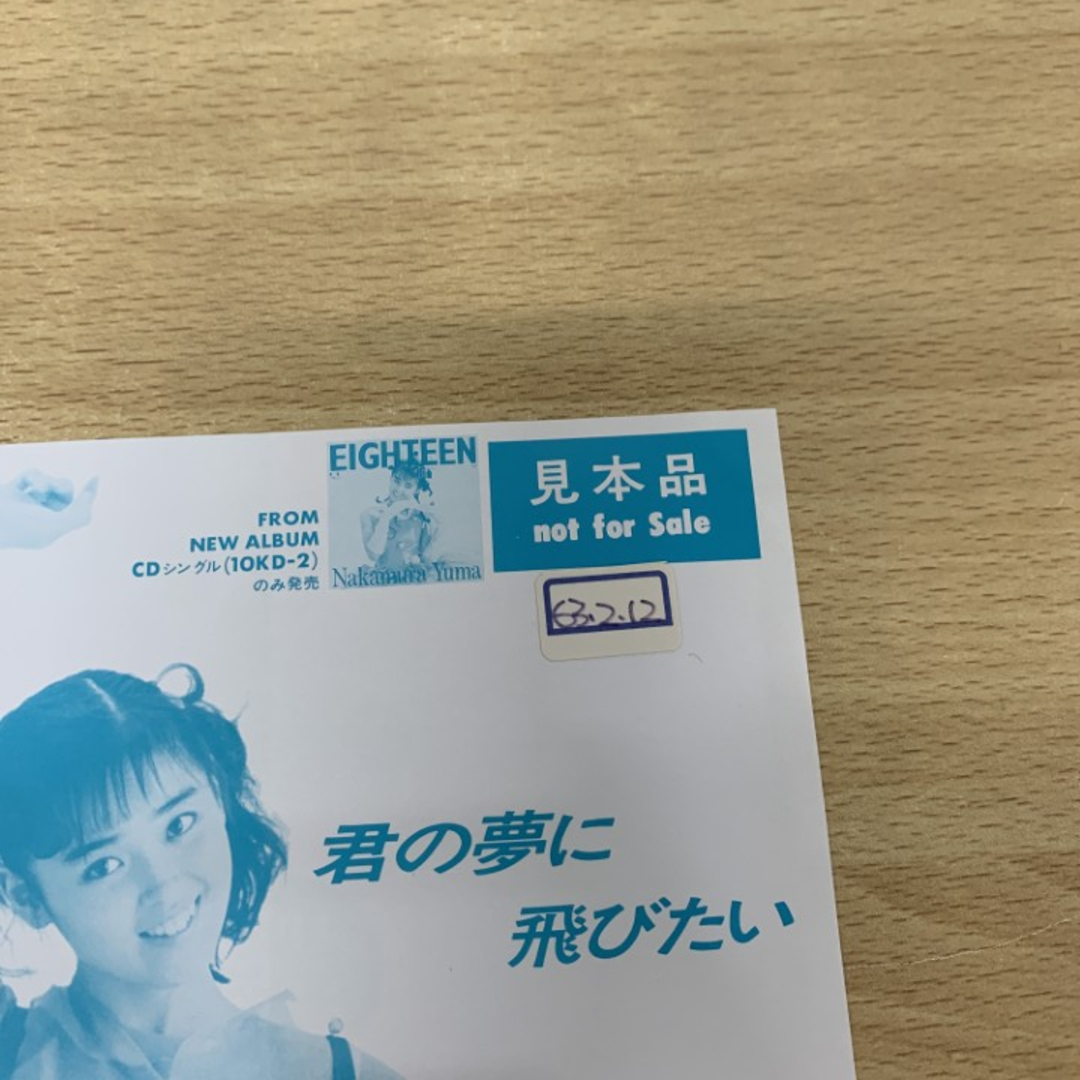 EIGHTEEN
Nakamura Yuma
FROM
NEW ALBUM
CDシングル(10KD-2)
のみ発売
見本品
not for Sale
63.2.12
君の夢に
飛びたい